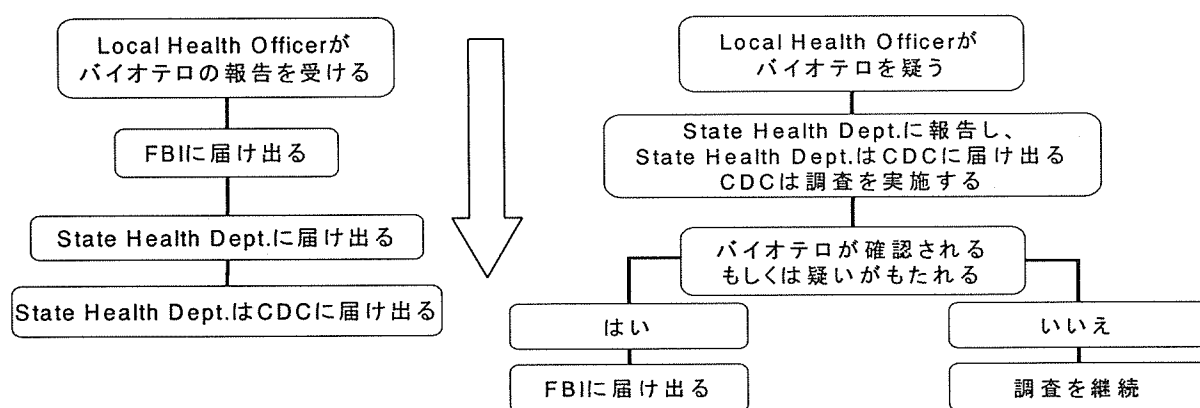 Local Health Officerが
バイオテロの報告を受ける
FBIに届け出る
State Health Dept.に届け出る
State Health Dept.はCDCに届け出る
Local Health Officerが
バイオテロを疑う
State Health Dept.に報告し、
State Health Dept.はCDCに届け出る
CDCは調査を実施する
バイオテロが確認される
もしくは疑いがもたれる
はい
FBIに届け出る
いいえ
調査を継続